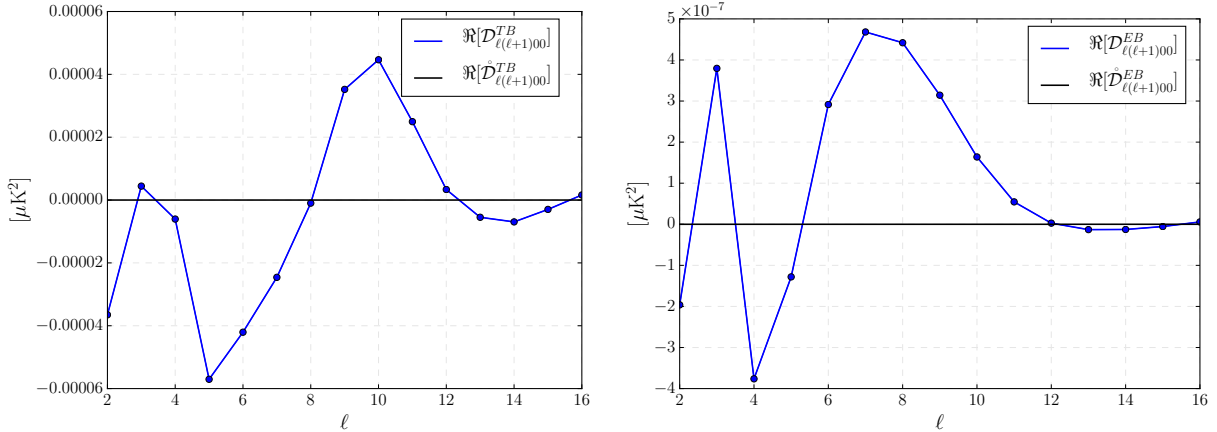 0.00006
0.00004
0.00002
0.00000
−0.00002
−0.00004
−0.00006
[μK²]
2 4 6 8 10 12 14 16
ℓ
ℜ[𝒟^{TB}_{ℓ(ℓ+1)00}]
ℜ[𝒟̊^{TB}_{ℓ(ℓ+1)00}]
×10⁻⁷
5
4
3
2
1
0
−1
−2
−3
−4
[μK²]
2 4 6 8 10 12 14 16
ℓ
ℜ[𝒟^{EB}_{ℓ(ℓ+1)00}]
ℜ[𝒟̊^{EB}_{ℓ(ℓ+1)00}]